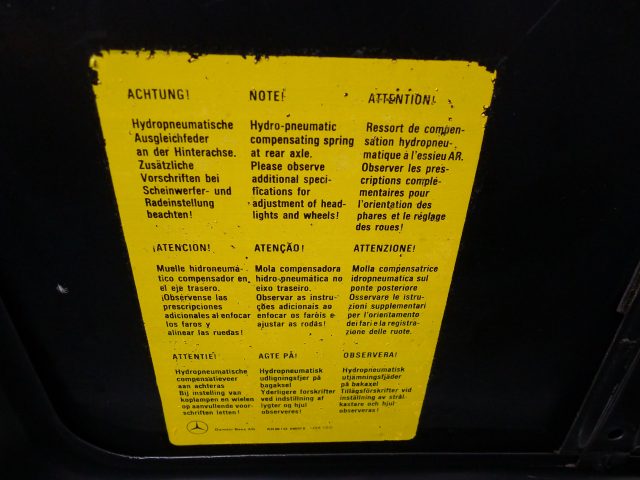 ACHTUNG!
Hydropneumatische
Ausgleichfeder
an der Hinterachse.
Zusätzliche
Vorschriften bei
Scheinwerfer- und
Radeinstellung
beachten!
NOTE!
Hydro-pneumatic
compensating spring
at rear axle.
Please observe
additional speci-
fications for
adjustment of head-
lights and wheels!
ATTENTION!
Ressort de compen-
sation hydropneu-
matique à l'essieu AR.
Observer les pres-
criptions complé-
mentaires pour
l'orientation des
phares et le réglage
des roues!
¡ATENCION!
Muelle hidroneumá-
tico compensador en
el eje trasero.
¡Observense las
prescripciones
adicionales al enfocar
los faros y
alinear las ruedas!
ATENÇÃO!
Mola compensadora
hidro-pneumática no
eixo traseiro.
Observar as instru-
ções adicionais ao
enfocar os faróis e
ajustar as rodas!
ATTENZIONE!
Molla compensatrice
idropneumatica sul
ponte posteriore
Osservare le istru-
zioni supplementari
per l'orientamento
dei fari e la registra-
zione delle ruote.
ATTENTIE!
Hydropneumatische
compensatieveer
aan achteras
Bij instelling van
koplampen en wielen
op aanvullende voor-
schriften letten!
AGTE PÅ!
Hydropneumatisk
udligningsfjer på
bagaksel
Yderligere forskrifter
ved indstilling af
lygter og hjul
observeres!
OBSERVERA!
Hydropneumatisk
utjämningsfjäder
på bakaxel
Tillägsförskrifter vid
inställning av strål-
kastare och hjul
observeras!
Daimler-Benz AG